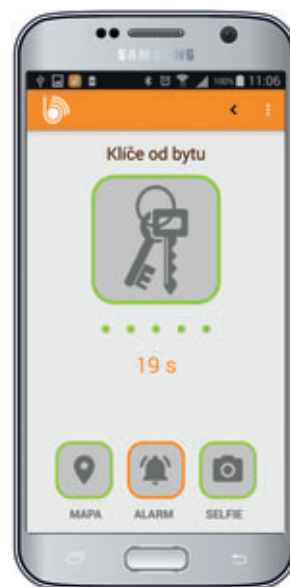 SAMSUNG
100% 11:06
Klíče od bytu
19 s
MAPA ALARM SELFIE